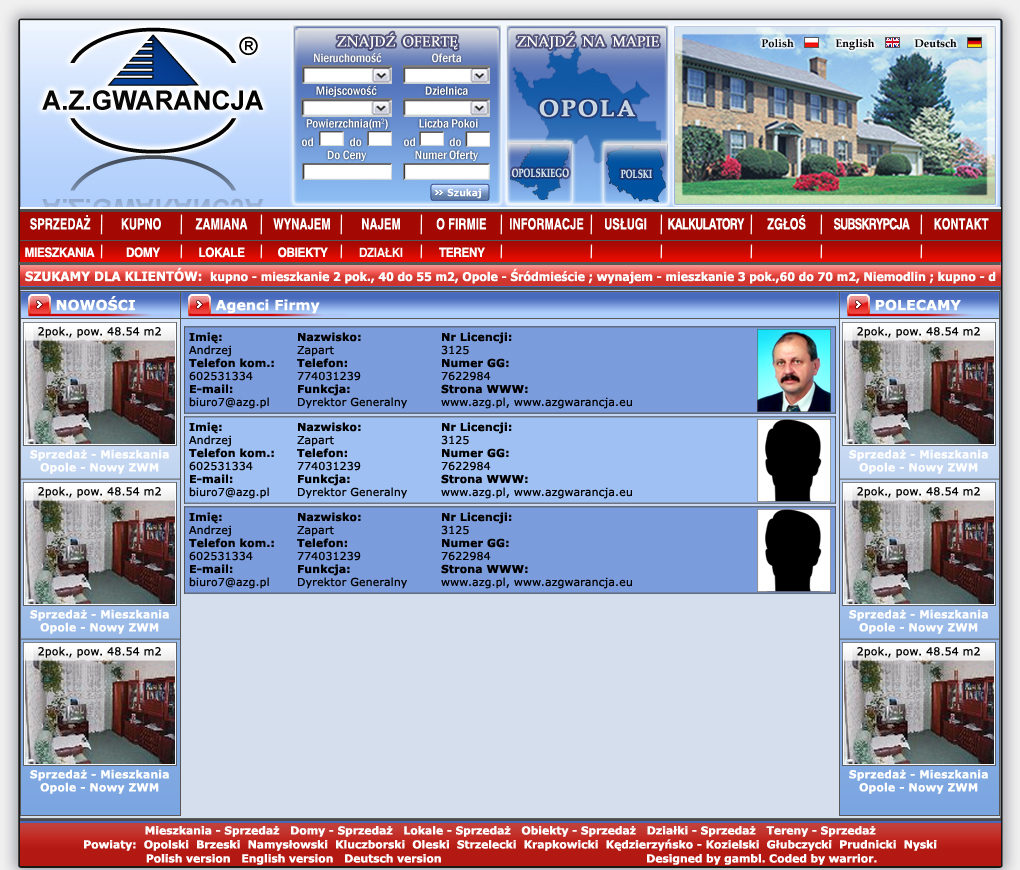 A.Z.GWARANCJA ®
ZNAJDŹ OFERTĘ
Nieruchomość Oferta
Miejscowość Dzielnica
Powierzchnia(m²) Liczba Pokoi
od do od do
Do Ceny Numer Oferty
>> Szukaj
ZNAJDŹ NA MAPIE
OPOLA
OPOLSKIEGO POLSKI
Polish English Deutsch
SPRZEDAŻ KUPNO ZAMIANA WYNAJEM NAJEM O FIRMIE INFORMACJE USŁUGI KALKULATORY ZGŁOŚ SUBSKRYPCJA KONTAKT
MIESZKANIA DOMY LOKALE OBIEKTY DZIAŁKI TERENY
SZUKAMY DLA KLIENTÓW: kupno - mieszkanie 2 pok., 40 do 55 m2, Opole - Śródmieście ; wynajem - mieszkanie 3 pok.,60 do 70 m2, Niemodlin ; kupno - d
NOWOŚCI
2pok., pow. 48.54 m2
Sprzedaż - Mieszkania
Opole - Nowy ZWM
2pok., pow. 48.54 m2
Sprzedaż - Mieszkania
Opole - Nowy ZWM
2pok., pow. 48.54 m2
Sprzedaż - Mieszkania
Opole - Nowy ZWM
Agenci Firmy
Imię: Nazwisko: Nr Licencji:
Andrzej Zapart 3125
Telefon kom.: Telefon: Numer GG:
602531334 774031239 7622984
E-mail: Funkcja: Strona WWW:
biuro7@azg.pl Dyrektor Generalny www.azg.pl, www.azgwarancja.eu
Imię: Nazwisko: Nr Licencji:
Andrzej Zapart 3125
Telefon kom.: Telefon: Numer GG:
602531334 774031239 7622984
E-mail: Funkcja: Strona WWW:
biuro7@azg.pl Dyrektor Generalny www.azg.pl, www.azgwarancja.eu
Imię: Nazwisko: Nr Licencji:
Andrzej Zapart 3125
Telefon kom.: Telefon: Numer GG:
602531334 774031239 7622984
E-mail: Funkcja: Strona WWW:
biuro7@azg.pl Dyrektor Generalny www.azg.pl, www.azgwarancja.eu
POLECAMY
2pok., pow. 48.54 m2
Sprzedaż - Mieszkania
Opole - Nowy ZWM
2pok., pow. 48.54 m2
Sprzedaż - Mieszkania
Opole - Nowy ZWM
2pok., pow. 48.54 m2
Sprzedaż - Mieszkania
Opole - Nowy ZWM
Mieszkania - Sprzedaż Domy - Sprzedaż Lokale - Sprzedaż Obiekty - Sprzedaż Działki - Sprzedaż Tereny - Sprzedaż
Powiaty: Opolski Brzeski Namysłowski Kluczborski Oleski Strzelecki Krapkowicki Kędzierzyńsko - Kozielski Głubczycki Prudnicki Nyski
Polish version English version Deutsch version Designed by gambl. Coded by warrior.